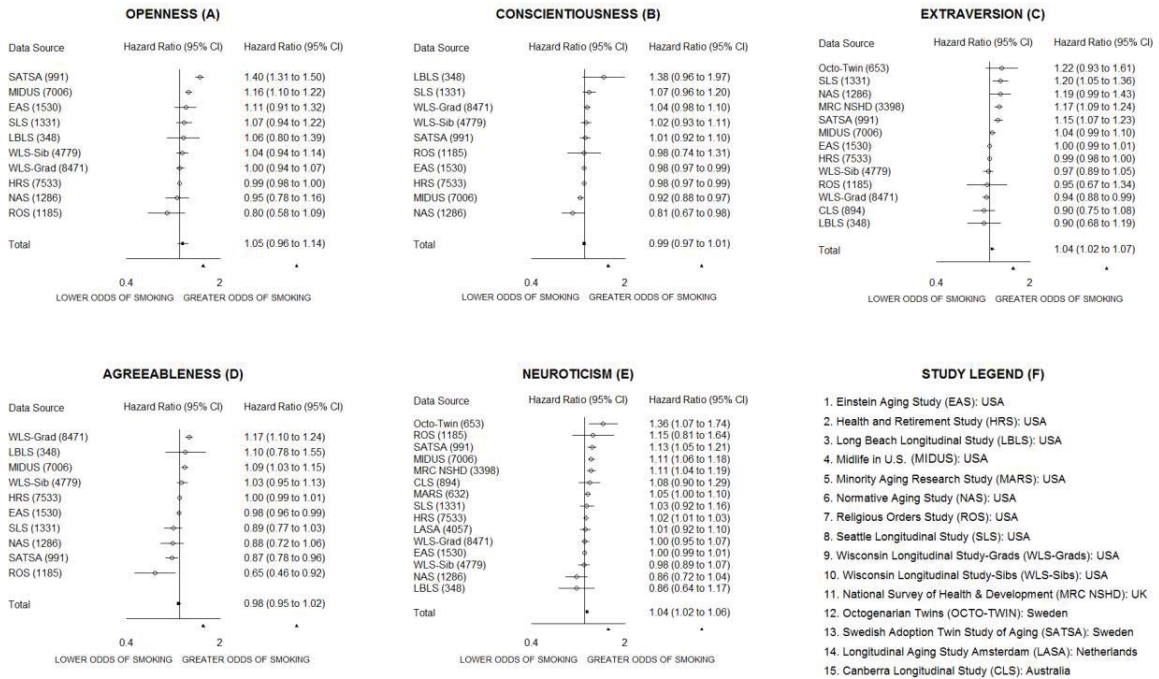 OPENNESS (A)
Data Source Hazard Ratio (95% CI) Hazard Ratio (95% CI)
SATSA (991) 1.40 (1.31 to 1.50)
MIDUS (7006) 1.16 (1.10 to 1.22)
EAS (1530) 1.11 (0.91 to 1.32)
SLS (1331) 1.07 (0.94 to 1.22)
LBLS (348) 1.06 (0.80 to 1.39)
WLS-Sib (4779) 1.04 (0.94 to 1.14)
WLS-Grad (8471) 1.00 (0.94 to 1.07)
HRS (7533) 0.99 (0.98 to 1.00)
NAS (1286) 0.95 (0.78 to 1.16)
ROS (1185) 0.80 (0.58 to 1.09)
Total 1.05 (0.96 to 1.14)
0.4 2
LOWER ODDS OF SMOKING GREATER ODDS OF SMOKING
CONSCIENTIOUSNESS (B)
Data Source Hazard Ratio (95% CI) Hazard Ratio (95% CI)
LBLS (348) 1.38 (0.96 to 1.97)
SLS (1331) 1.07 (0.96 to 1.20)
WLS-Grad (8471) 1.04 (0.98 to 1.10)
WLS-Sib (4779) 1.02 (0.93 to 1.11)
SATSA (991) 1.01 (0.92 to 1.10)
ROS (1185) 0.98 (0.74 to 1.31)
EAS (1530) 0.98 (0.97 to 0.99)
HRS (7533) 0.98 (0.97 to 0.99)
MIDUS (7006) 0.92 (0.88 to 0.97)
NAS (1286) 0.81 (0.67 to 0.98)
Total 0.99 (0.97 to 1.01)
0.4 2
LOWER ODDS OF SMOKING GREATER ODDS OF SMOKING
EXTRAVERSION (C)
Data Source Hazard Ratio (95% CI) Hazard Ratio (95% CI)
Octo-Twin (653) 1.22 (0.93 to 1.61)
SLS (1331) 1.20 (1.05 to 1.36)
NAS (1286) 1.19 (0.99 to 1.43)
MRC NSHD (3398) 1.17 (1.09 to 1.24)
SATSA (991) 1.15 (1.07 to 1.23)
MIDUS (7006) 1.04 (0.99 to 1.10)
EAS (1530) 1.00 (0.99 to 1.01)
HRS (7533) 0.99 (0.98 to 1.00)
WLS-Sib (4779) 0.97 (0.89 to 1.05)
ROS (1185) 0.95 (0.67 to 1.34)
WLS-Grad (8471) 0.94 (0.88 to 0.99)
CLS (894) 0.90 (0.75 to 1.08)
LBLS (348) 0.90 (0.68 to 1.19)
Total 1.04 (1.02 to 1.07)
0.4 2
LOWER ODDS OF SMOKING GREATER ODDS OF SMOKING
AGREEABLENESS (D)
Data Source Hazard Ratio (95% CI) Hazard Ratio (95% CI)
WLS-Grad (8471) 1.17 (1.10 to 1.24)
LBLS (348) 1.10 (0.78 to 1.55)
MIDUS (7006) 1.09 (1.03 to 1.15)
WLS-Sib (4779) 1.03 (0.95 to 1.13)
HRS (7533) 1.00 (0.99 to 1.01)
EAS (1530) 0.98 (0.96 to 0.99)
SLS (1331) 0.89 (0.77 to 1.03)
NAS (1286) 0.88 (0.72 to 1.06)
SATSA (991) 0.87 (0.78 to 0.96)
ROS (1185) 0.65 (0.46 to 0.92)
Total 0.98 (0.95 to 1.02)
0.4 2
LOWER ODDS OF SMOKING GREATER ODDS OF SMOKING
NEUROTICISM (E)
Data Source Hazard Ratio (95% CI) Hazard Ratio (95% CI)
Octo-Twin (653) 1.36 (1.07 to 1.74)
ROS (1185) 1.15 (0.81 to 1.64)
SATSA (991) 1.13 (1.05 to 1.21)
MIDUS (7006) 1.11 (1.06 to 1.18)
MRC NSHD (3398) 1.11 (1.04 to 1.19)
CLS (894) 1.08 (0.90 to 1.29)
MARS (632) 1.05 (1.00 to 1.10)
SLS (1331) 1.03 (0.92 to 1.16)
HRS (7533) 1.02 (1.01 to 1.03)
LASA (4057) 1.01 (0.92 to 1.10)
WLS-Grad (8471) 1.00 (0.95 to 1.07)
EAS (1530) 1.00 (0.99 to 1.01)
WLS-Sib (4779) 0.98 (0.89 to 1.07)
NAS (1286) 0.86 (0.72 to 1.04)
LBLS (348) 0.86 (0.64 to 1.17)
Total 1.04 (1.02 to 1.06)
0.4 2
LOWER ODDS OF SMOKING GREATER ODDS OF SMOKING
STUDY LEGEND (F)
1. Einstein Aging Study (EAS): USA
2. Health and Retirement Study (HRS): USA
3. Long Beach Longitudinal Study (LBLS): USA
4. Midlife in U.S. (MIDUS): USA
5. Minority Aging Research Study (MARS): USA
6. Normative Aging Study (NAS): USA
7. Religious Orders Study (ROS): USA
8. Seattle Longitudinal Study (SLS): USA
9. Wisconsin Longitudinal Study-Grads (WLS-Grads): USA
10. Wisconsin Longitudinal Study-Sibs (WLS-Sibs): USA
11. National Survey of Health & Development (MRC NSHD): UK
12. Octogenarian Twins (OCTO-TWIN): Sweden
13. Swedish Adoption Twin Study of Aging (SATSA): Sweden
14. Longitudinal Aging Study Amsterdam (LASA): Netherlands
15. Canberra Longitudinal Study (CLS): Australia